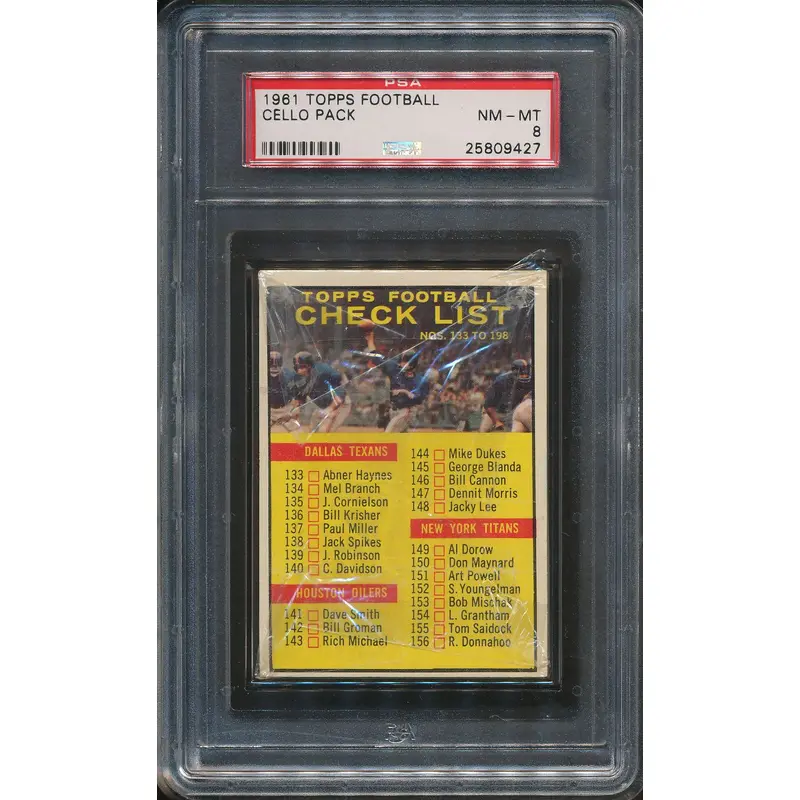 PSA
1961 TOPPS FOOTBALL
CELLO PACK
NM - MT
8
25809427
TOPPS FOOTBALL
CHECK LIST
NOS. 133 TO 198
DALLAS TEXANS
133 Abner Haynes
134 Mel Branch
135 J. Cornielson
136 Bill Krisher
137 Paul Miller
138 Jack Spikes
139 J. Robinson
140 C. Davidson
HOUSTON OILERS
141 Dave Smith
142 Bill Groman
143 Rich Michael
144 Mike Dukes
145 George Blanda
146 Bill Cannon
147 Dennit Morris
148 Jacky Lee
NEW YORK TITANS
149 Al Dorow
150 Don Maynard
151 Art Powell
152 S. Youngelman
153 Bob Mischak
154 L. Grantham
155 Tom Saidock
156 R. Donnahoo
PSA